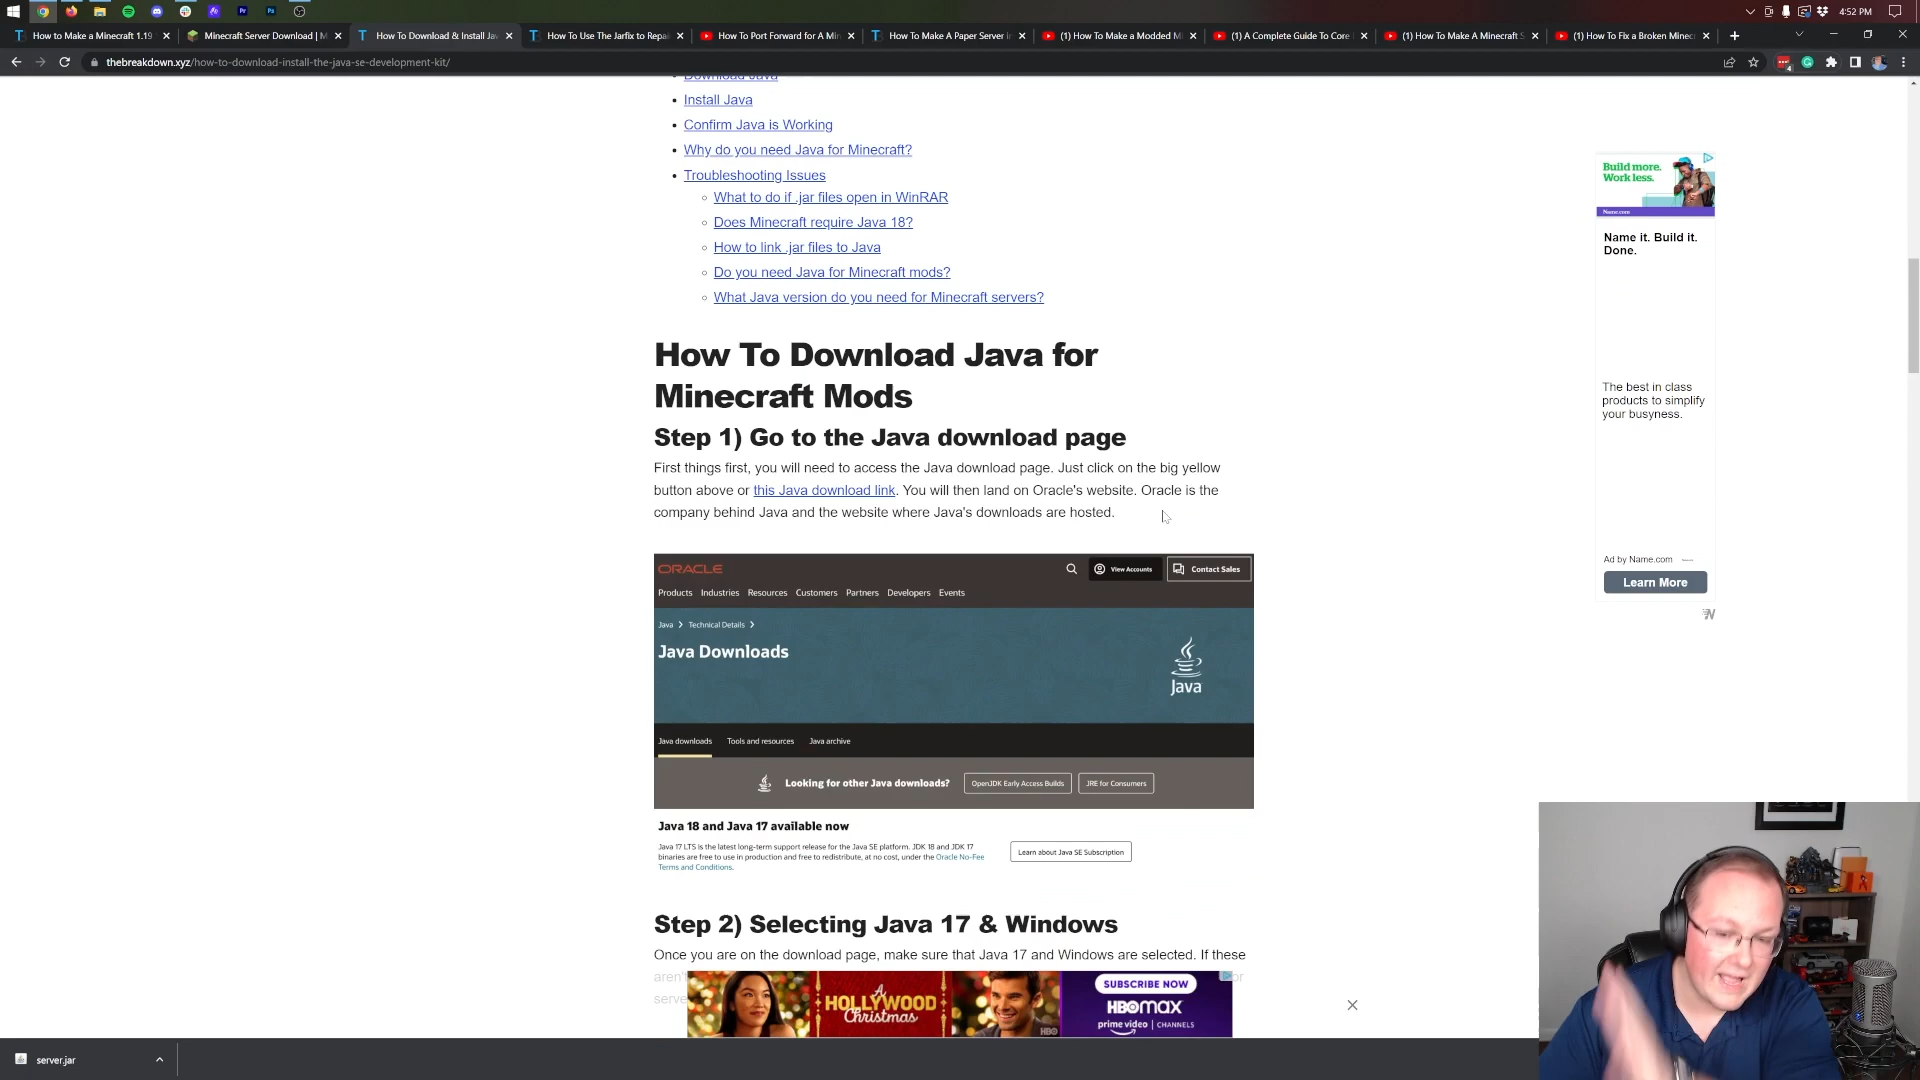 4:52 PM
How to Make a Minecraft 1.19
Minecraft Server Download | M
How To Download & Install Jav
How To Use The Jarfix to Repai
How To Port Forward for A Min
How To Make A Paper Server in
(1) How To Make a Modded Mi
(1) A Complete Guide To Core
(1) How To Make A Minecraft S
(1) How To Fix a Broken Minec
thebreakdown.xyz/how-to-download-install-the-java-se-development-kit/
Download Java
Install Java
Confirm Java is Working
Why do you need Java for Minecraft?
Troubleshooting Issues
What to do if .jar files open in WinRAR
Does Minecraft require Java 18?
How to link .jar files to Java
Do you need Java for Minecraft mods?
What Java version do you need for Minecraft servers?
How To Download Java for
Minecraft Mods
Step 1) Go to the Java download page
First things first, you will need to access the Java download page. Just click on the big yellow
button above or this Java download link. You will then land on Oracle's website. Oracle is the
company behind Java and the website where Java's downloads are hosted.
ORACLE
View Accounts
Contact Sales
Products Industries Resources Customers Partners Developers Events
Java Technical Details
Java Downloads
Java
Java downloads Tools and resources Java archive
Looking for other Java downloads?
OpenJDK Early Access Builds
JRE for Consumers
Java 18 and Java 17 available now
Java 17 LTS is the latest long-term support release for the Java SE platform. JDK 18 and JDK 17
binaries are free to use in production and free to redistribute, at no cost, under the Oracle No-Fee
Terms and Conditions.
Learn about Java SE Subscription
Step 2) Selecting Java 17 & Windows
Once you are on the download page, make sure that Java 17 and Windows are selected. If these
A
HOLLYWOOD
Christmas
HBO
SUBSCRIBE NOW
HBOMAX
prime video | CHANNELS
Build more.
Work less.
Name.com
Name it. Build it.
Done.
The best in class
products to simplify
your busyness.
Ad by Name.com
Learn More
server.jar